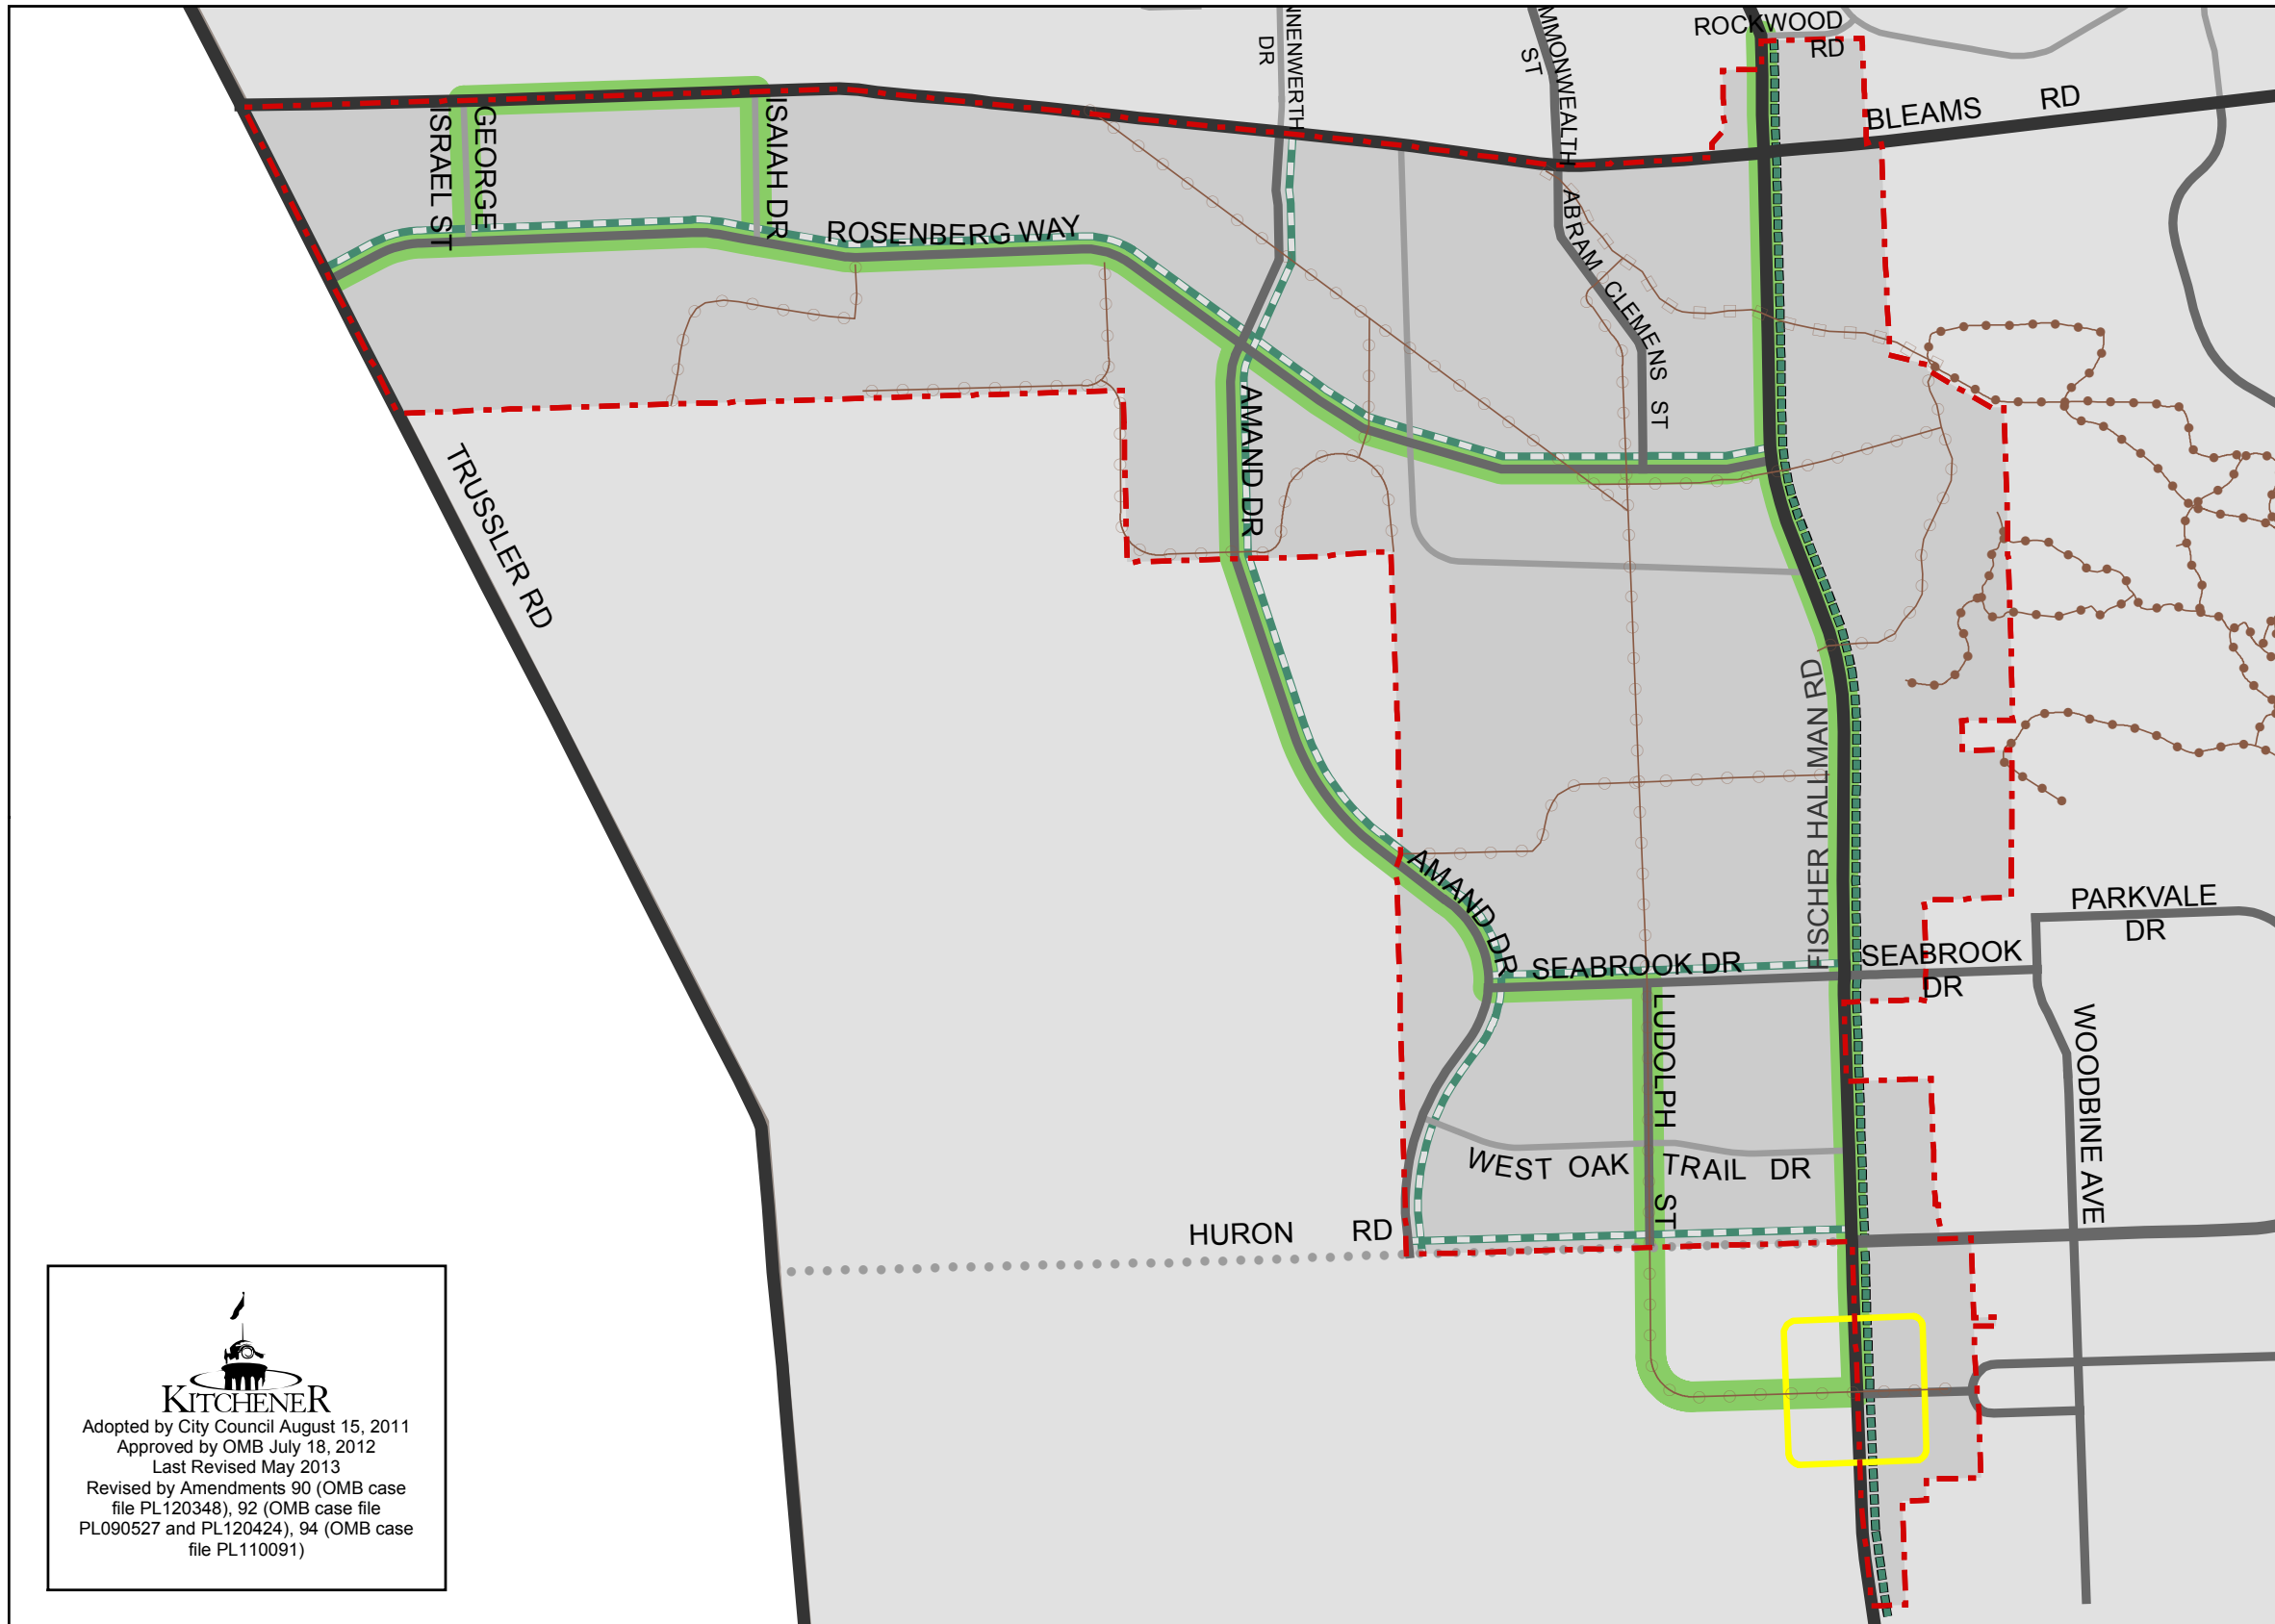 ROCKWOOD
RD
NNENWERTH
DR
MMONWEALTH
ST
BLEAMS RD
GEORGE
ISRAEL ST
ISAIAH DR
ROSENBERG WAY
ABRAM CLEMENS ST
AMAND DR
TRUSSLER RD
FISCHER HALLMAN RD
AMAND DR
SEABROOK DR
SEABROOK
DR
PARKVALE
DR
LUDOLPH
ST
WOODBINE AVE
WEST OAK TRAIL DR
HURON RD
KITCHENER
Adopted by City Council August 15, 2011
Approved by OMB July 18, 2012
Last Revised May 2013
Revised by Amendments 90 (OMB case
file PL120348), 92 (OMB case file
PL090527 and PL120424), 94 (OMB case
file PL110091)